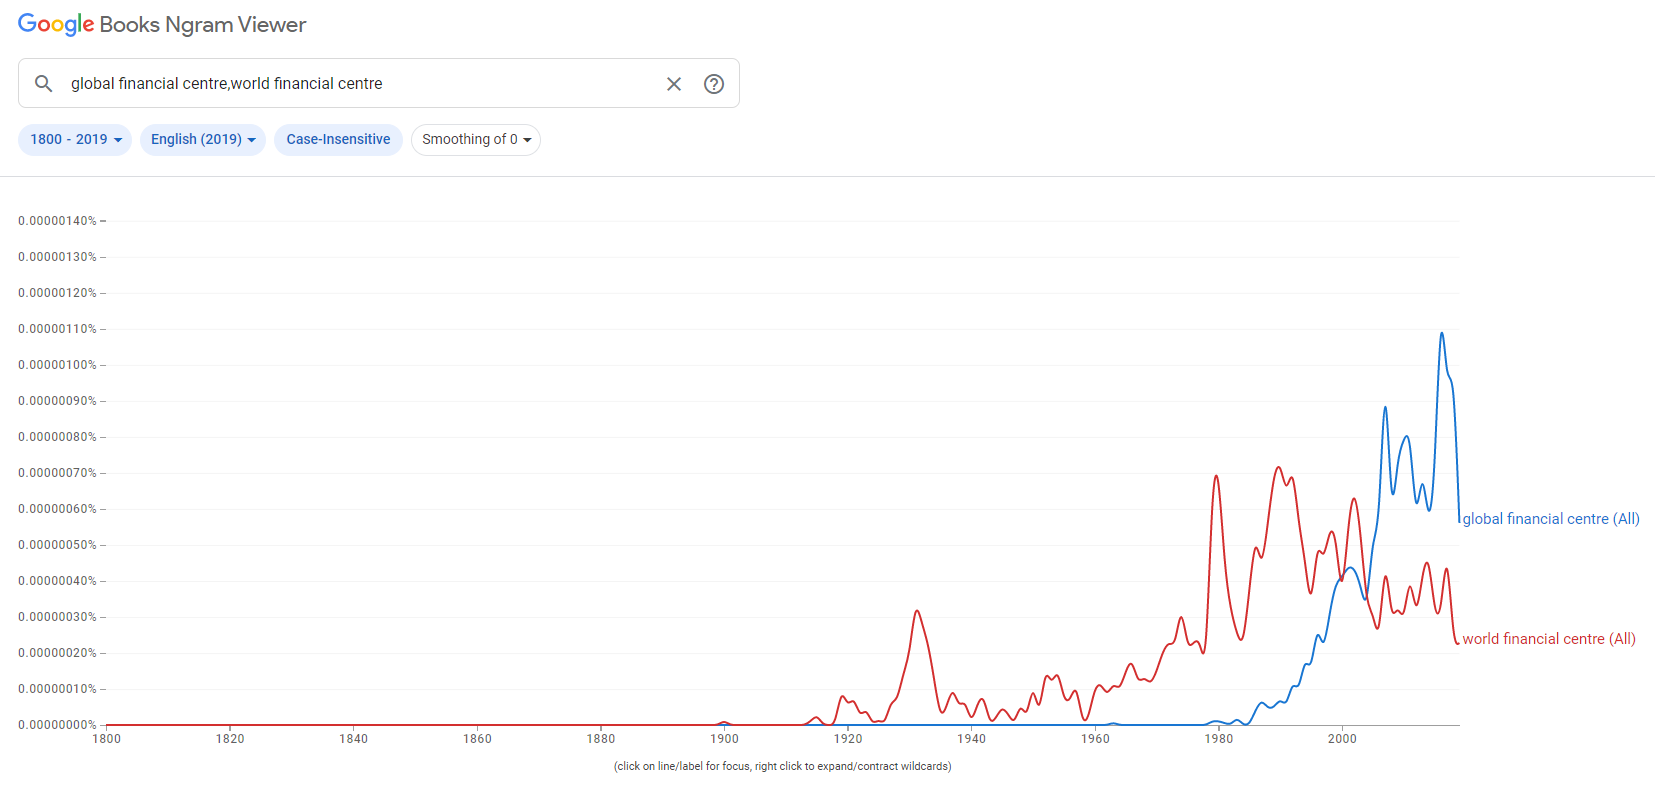 Google Books Ngram Viewer
global financial centre,world financial centre
1800 - 2019 English (2019) Case-Insensitive Smoothing of 0
0.00000140%
0.00000130%
0.00000120%
0.00000110%
0.00000100%
0.00000090%
0.00000080%
0.00000070%
0.00000060%
global financial centre (All)
0.00000050%
0.00000040%
0.00000030%
world financial centre (All)
0.00000020%
0.00000010%
0.00000000%
1800 1820 1840 1860 1880 1900 1920 1940 1960 1980 2000
(click on line/label for focus, right click to expand/contract wildcards)